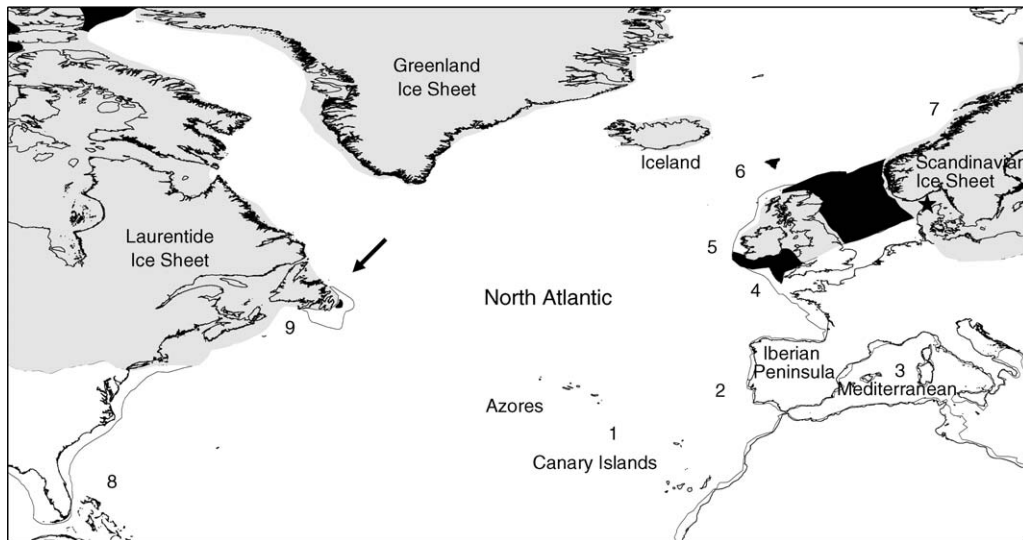 Greenland
Ice Sheet
7
Iceland
6
Scandinavian
Ice Sheet
Laurentide
Ice Sheet
5
4
North Atlantic
9
Iberian
Peninsula
3
2
Mediterranean
Azores
1
Canary Islands
8